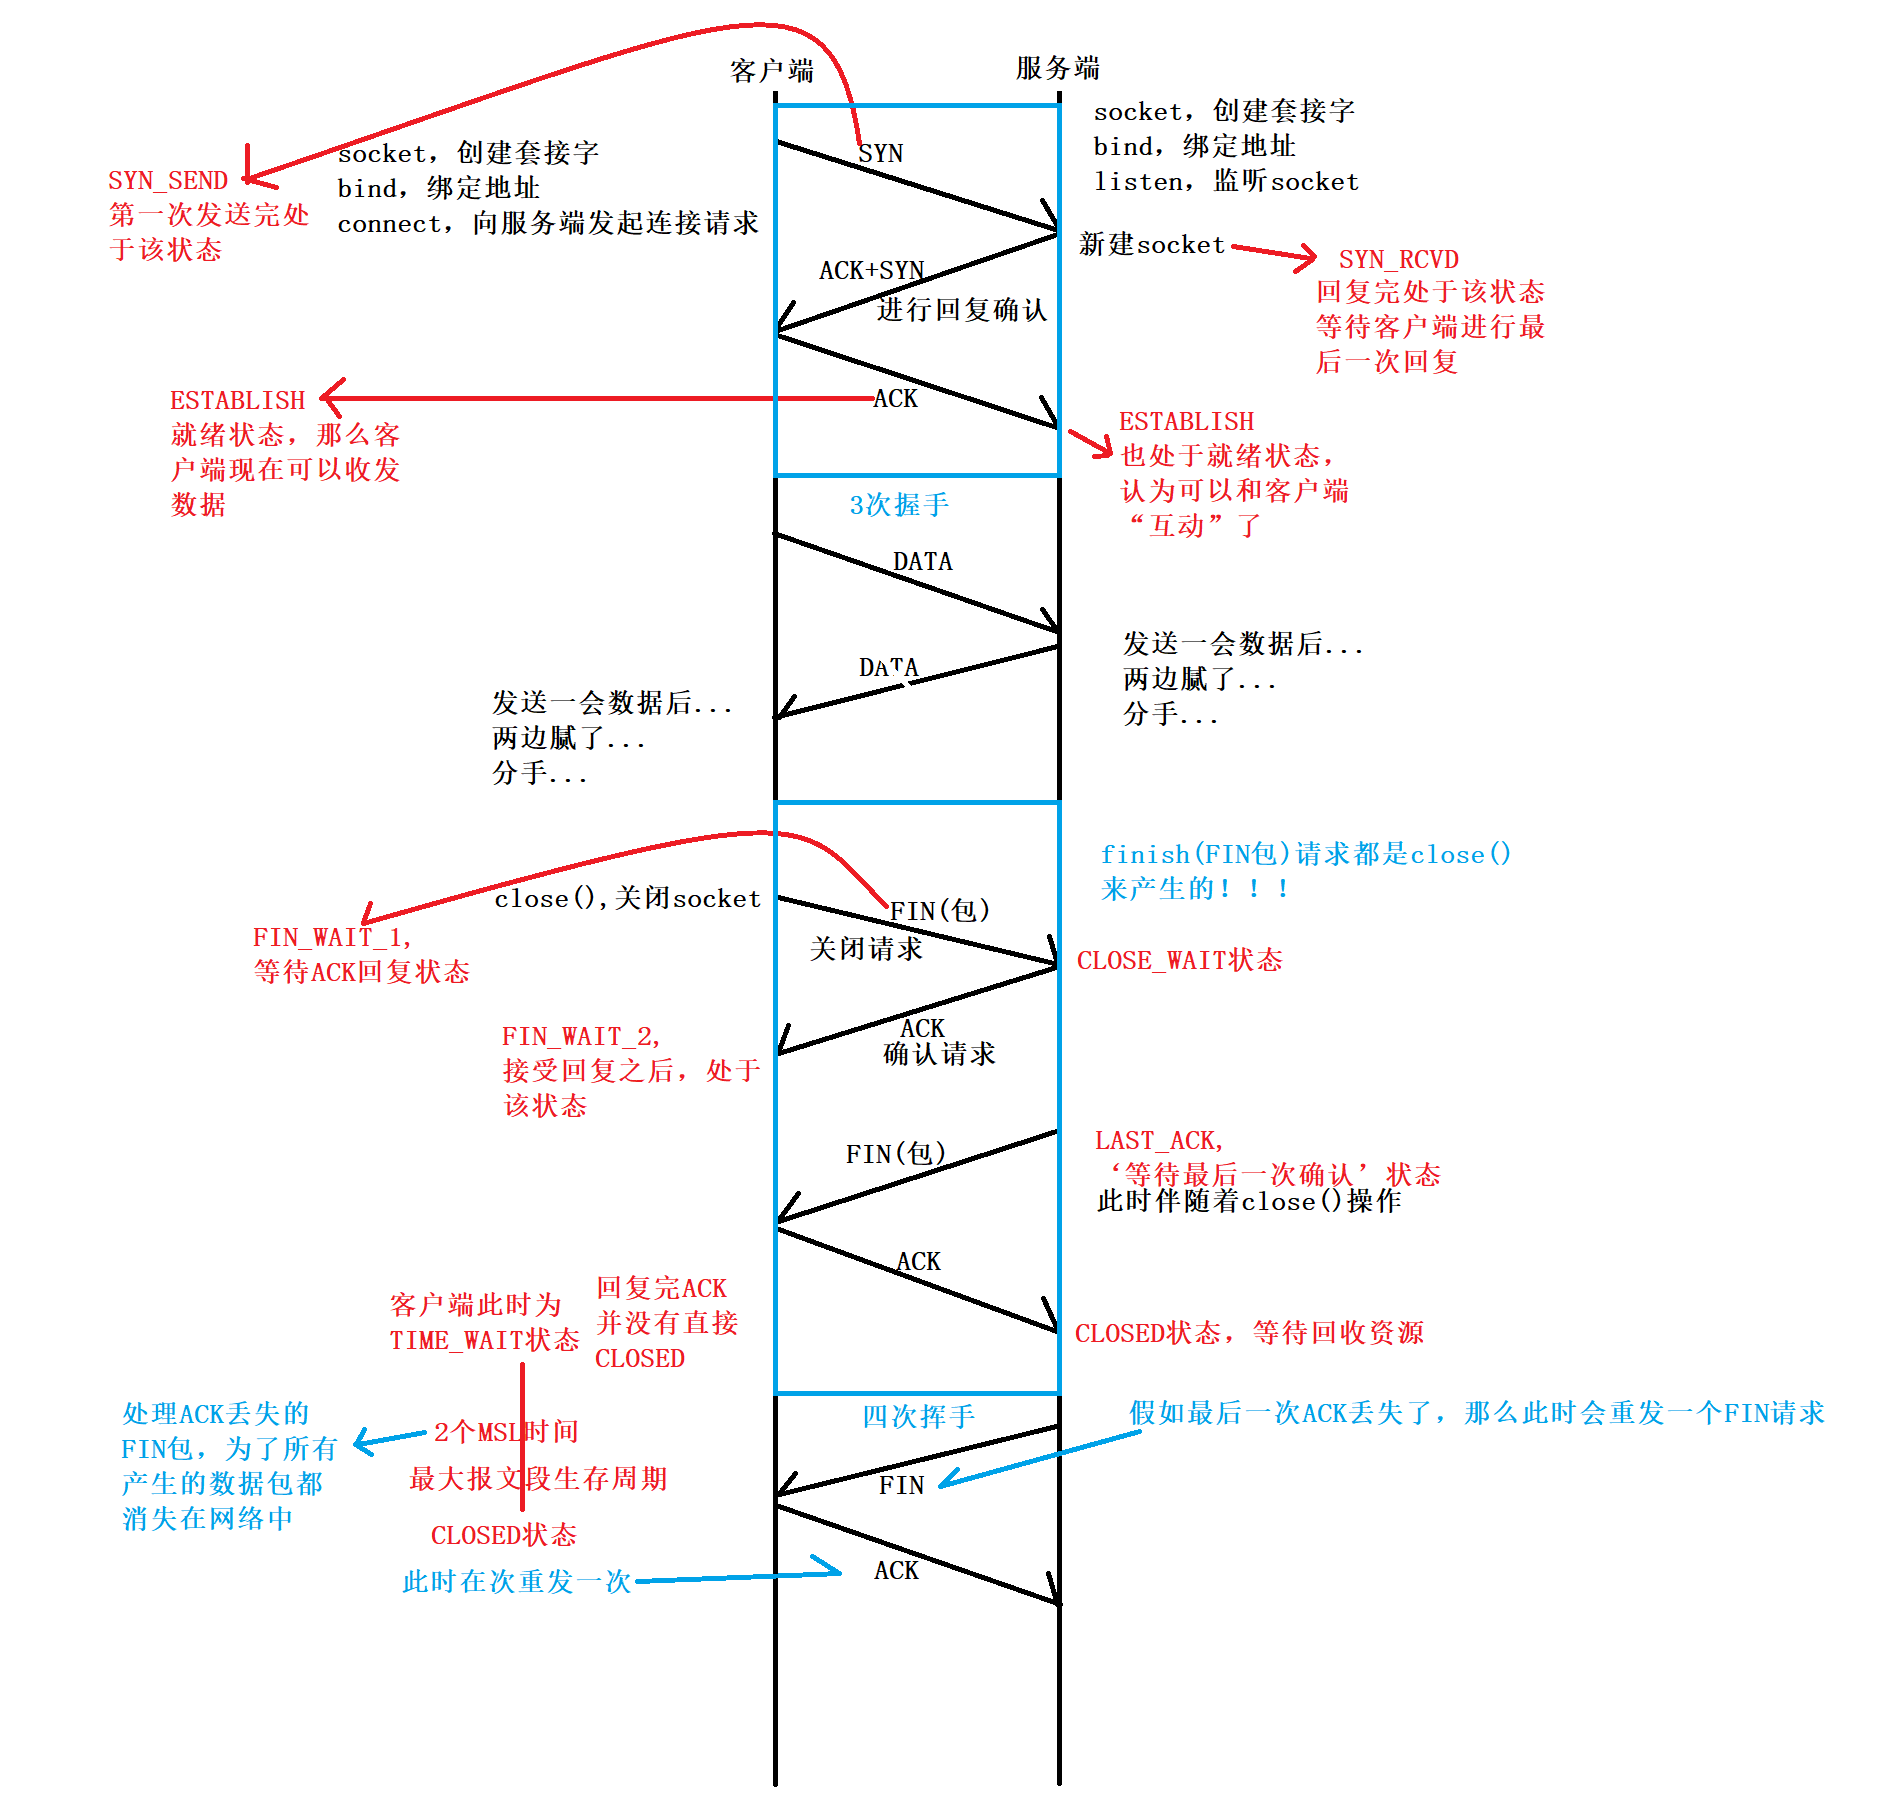 客户端
服务端
socket，创建套接字
bind，绑定地址
listen，监听socket
SYN
socket，创建套接字
bind，绑定地址
connect，向服务端发起连接请求
SYN_SEND
第一次发送完处
于该状态
新建socket
SYN_RCVD
回复完处于该状态
等待客户端进行最
后一次回复
ACK+SYN
进行回复确认
ACK
ESTABLISH
就绪状态，那么客
户端现在可以收发
数据
ESTABLISH
也处于就绪状态，
认为可以和客户端
“互动”了
3次握手
DATA
DATA
发送一会数据后...
两边腻了...
分手...
发送一会数据后...
两边腻了...
分手...
finish(FIN包)请求都是close()
来产生的！！！
close(),关闭socket
FIN(包)
关闭请求
FIN_WAIT_1,
等待ACK回复状态
CLOSE_WAIT状态
ACK
确认请求
FIN_WAIT_2,
接受回复之后，处于
该状态
FIN(包)
LAST_ACK,
‘等待最后一次确认’状态
此时伴随着close()操作
ACK
客户端此时为
TIME_WAIT状态
回复完ACK
并没有直接
CLOSED
CLOSED状态，等待回收资源
四次挥手
假如最后一次ACK丢失了，那么此时会重发一个FIN请求
处理ACK丢失的
FIN包，为了所有
产生的数据包都
消失在网络中
2个MSL时间
最大报文段生存周期
CLOSED状态
FIN
此时在次重发一次
ACK